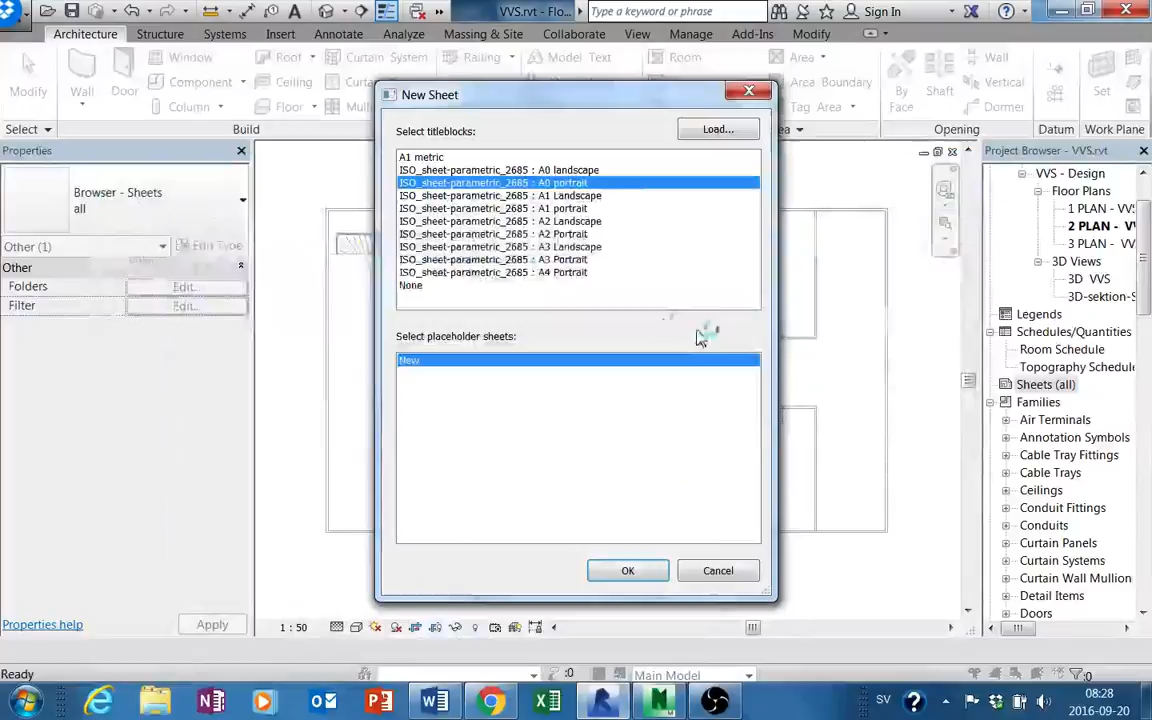 VVS.rvt - Flo...
Type a keyword or phrase
Sign In
Architecture
Structure
Systems
Insert
Annotate
Analyze
Massing & Site
Collaborate
View
Manage
Add-Ins
Modify
Modify
Wall
Door
Window
Component
Column
Roof
Ceiling
Floor
Curtain System
Railing
Model Text
Room
Area
Area Boundary
Tag Area
By
Face
Shaft
Wall
Vertical
Dormer
Set
Select
Build
Opening
Datum
Work Plane
Properties
Browser - Sheets
all
Other (1)
Edit Type
Other
Folders
Edit...
Filter
Edit...
Properties help
Apply
New Sheet
Select titleblocks:
Load...
A1 metric
ISO_sheet-parametric_2685 : A0 landscape
ISO_sheet-parametric_2685 : A0 portrait
ISO_sheet-parametric_2685 : A1 Landscape
ISO_sheet-parametric_2685 : A1 portrait
ISO_sheet-parametric_2685 : A2 Landscape
ISO_sheet-parametric_2685 : A2 Portrait
ISO_sheet-parametric_2685 : A3 Landscape
ISO_sheet-parametric_2685 : A3 Portrait
ISO_sheet-parametric_2685 : A4 Portrait
None
Select placeholder sheets:
New
OK
Cancel
Project Browser - VVS.rvt
VVS - Design
Floor Plans
1 PLAN - VVS
2 PLAN - V
3 PLAN - VV
3D Views
3D VVS
3D-sektion-S
Legends
Schedules/Quantities
Room Schedule
Topography Schedule
Sheets (all)
Families
Air Terminals
Annotation Symbols
Cable Tray Fittings
Cable Trays
Ceilings
Conduit Fittings
Conduits
Curtain Panels
Curtain Systems
Curtain Wall Mullion
Detail Items
Doors
1 : 50
Ready
:0
Main Model
:0
SV
08:28
2016-09-20